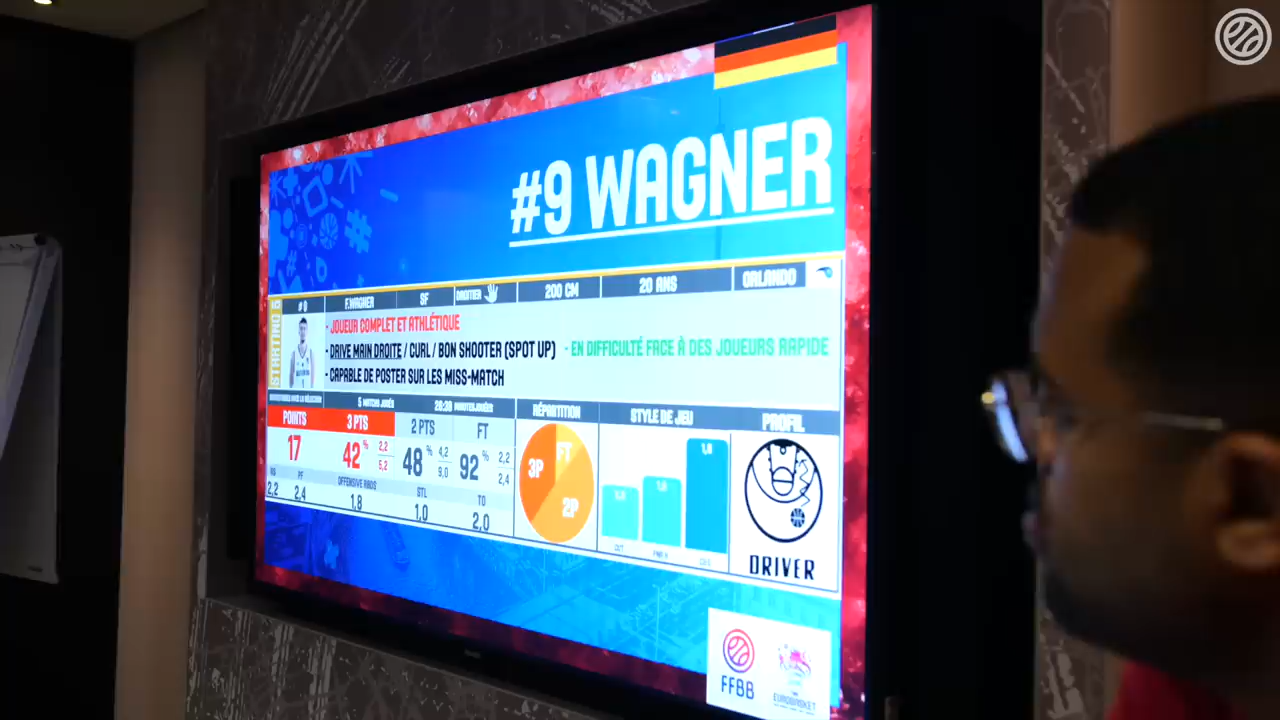 #9 WAGNER
STARTING 5
#9 F.WAGNER SF DROITIER 200 CM 20 ANS ORLANDO
- JOUEUR COMPLET ET ATHLÉTIQUE
- DRIVE MAIN DROITE / CURL / BON SHOOTER (SPOT UP) - EN DIFFICULTÉ FACE À DES JOUEURS RAPIDE
- CAPABLE DE POSTER SUR LES MISS-MATCH
5 MATCHS JOUÉS
RÉPARTITION STYLE DE JEU PROFIL
POINTS 3 PTS 2 PTS FT
17 42% 2,2 5,2 48% 4,2 9,0 92% 2,2 2,4
PF OFFENSIVE REBS STL TO
2,2 2,4 1,8 1,0 2,0
3P FT 2P
1,8
DRIVER
FFBB EUROBASKET